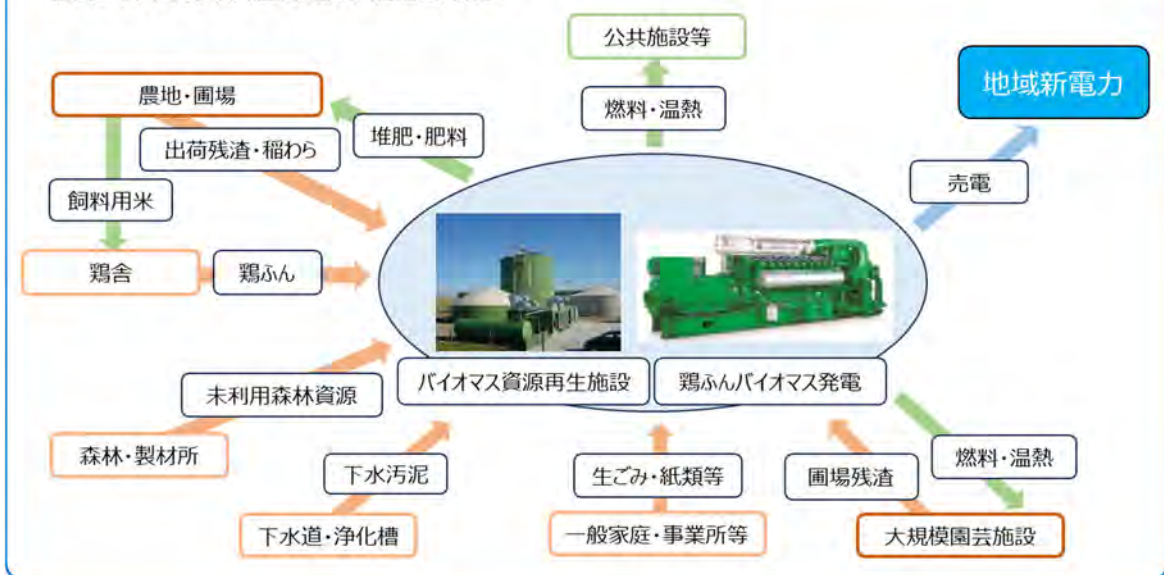 公共施設等
地域新電力
農地・圃場
燃料・温熱
堆肥・肥料
出荷残渣・稲わら
売電
飼料用米
鶏舎
鶏ふん
バイオマス資源再生施設
鶏ふんバイオマス発電
未利用森林資源
森林・製材所
下水汚泥
生ごみ・紙類等
圃場残渣
燃料・温熱
下水道・浄化槽
一般家庭・事業所等
大規模園芸施設